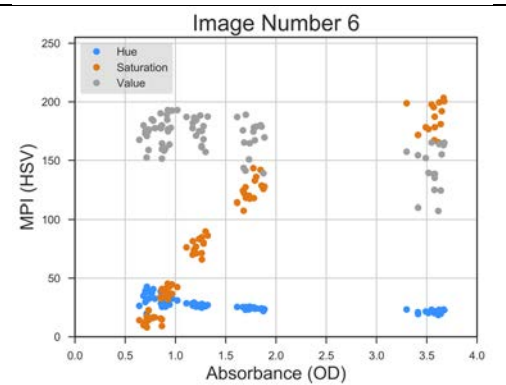 Image Number 6
250
Hue
Saturation
Value
200
150
100
50
0
MPI (HSV)
0.0 0.5 1.0 1.5 2.0 2.5 3.0 3.5 4.0
Absorbance (OD)